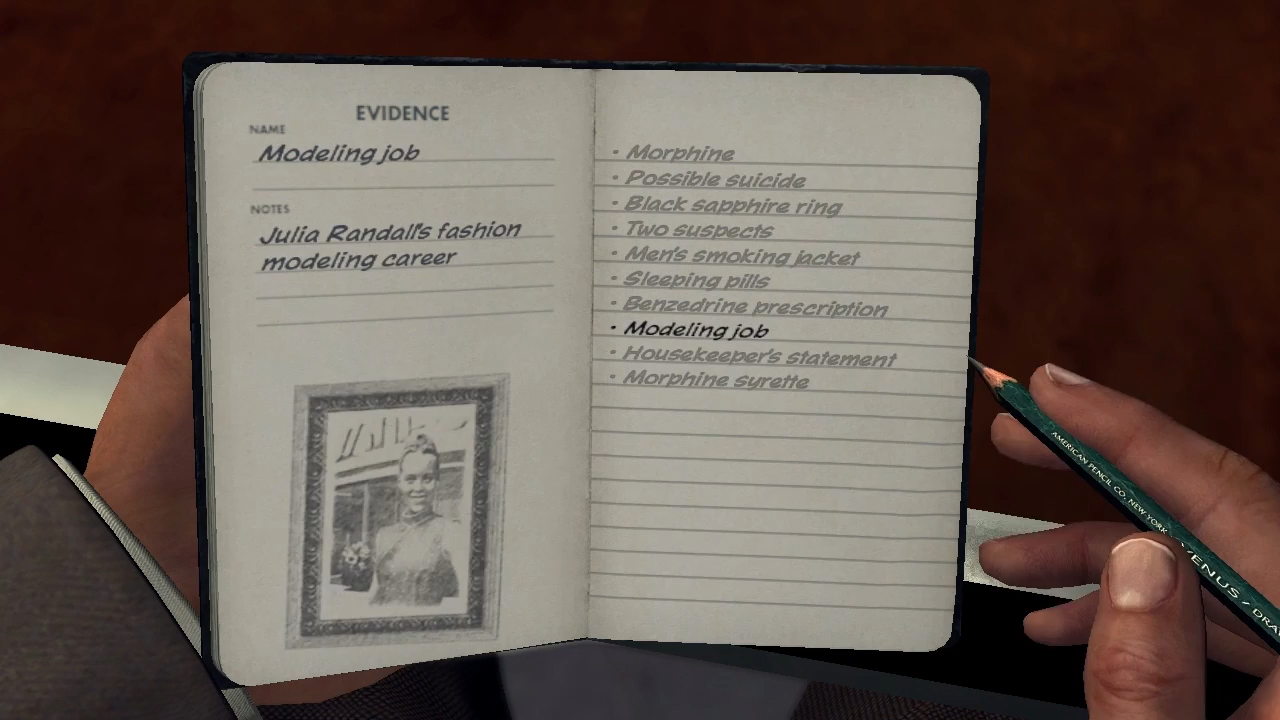 EVIDENCE
NAME
Modeling job
NOTES
Julia Randall's fashion
modeling career
• Morphine
• Possible suicide
• Black sapphire ring
• Two suspects
• Men's smoking jacket
• Sleeping pills
• Benzedrine prescription
• Modeling job
• Housekeeper's statement
• Morphine syrette
AMERICAN PENCIL CO. NEW YORK
VENUS / DRA